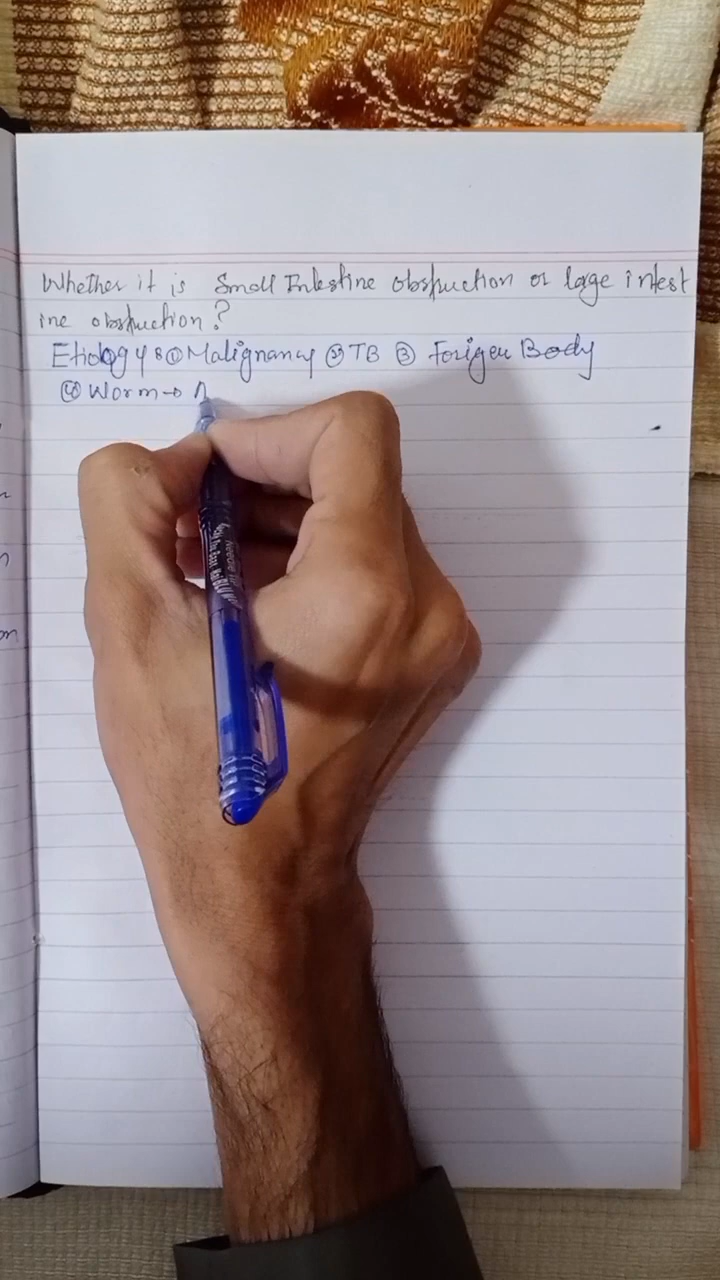 Whether it is Small Intestine obstruction or large intest
ine obstruction?
Etiology: ① Malignancy ② TB ③ Forigen Body
④ Worm → A